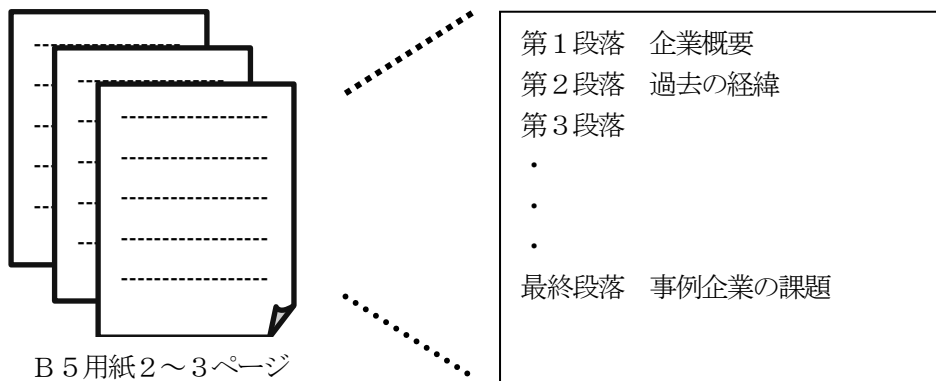 第１段落　企業概要
第２段落　過去の経緯
第３段落
・
・
・
最終段落　事例企業の課題
Ｂ５用紙２～３ページ